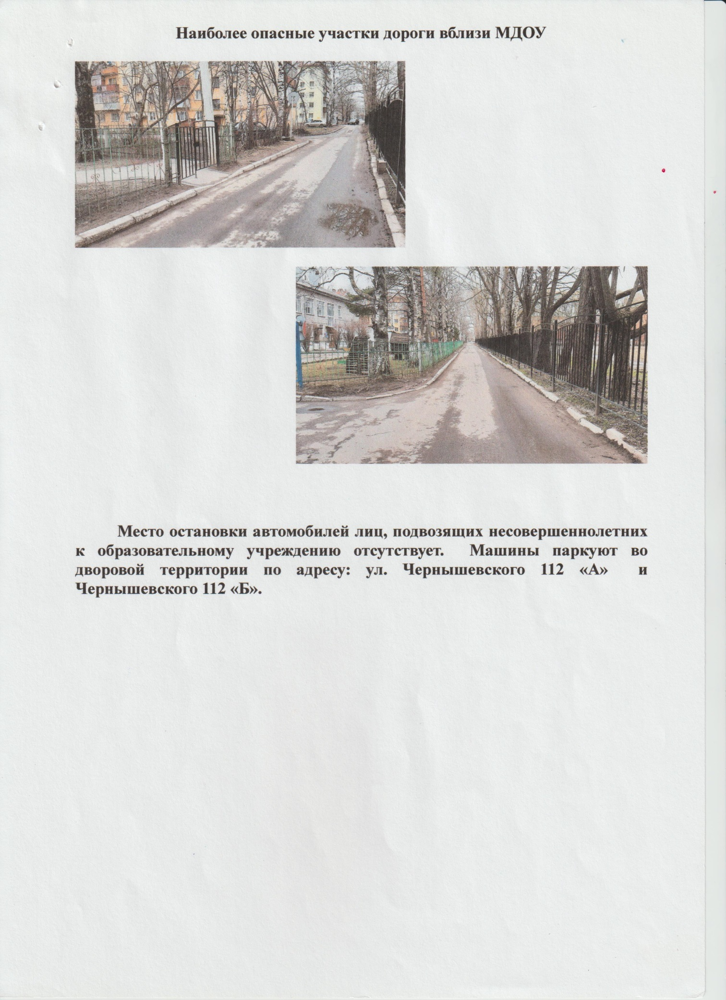 Наиболее опасные участки дороги вблизи МДОУ
Место остановки автомобилей лиц, подвозящих несовершеннолетних
к образовательному учреждению отсутствует. Машины паркуют во
дворовой территории по адресу: ул. Чернышевского 112 «А» и
Чернышевского 112 «Б».